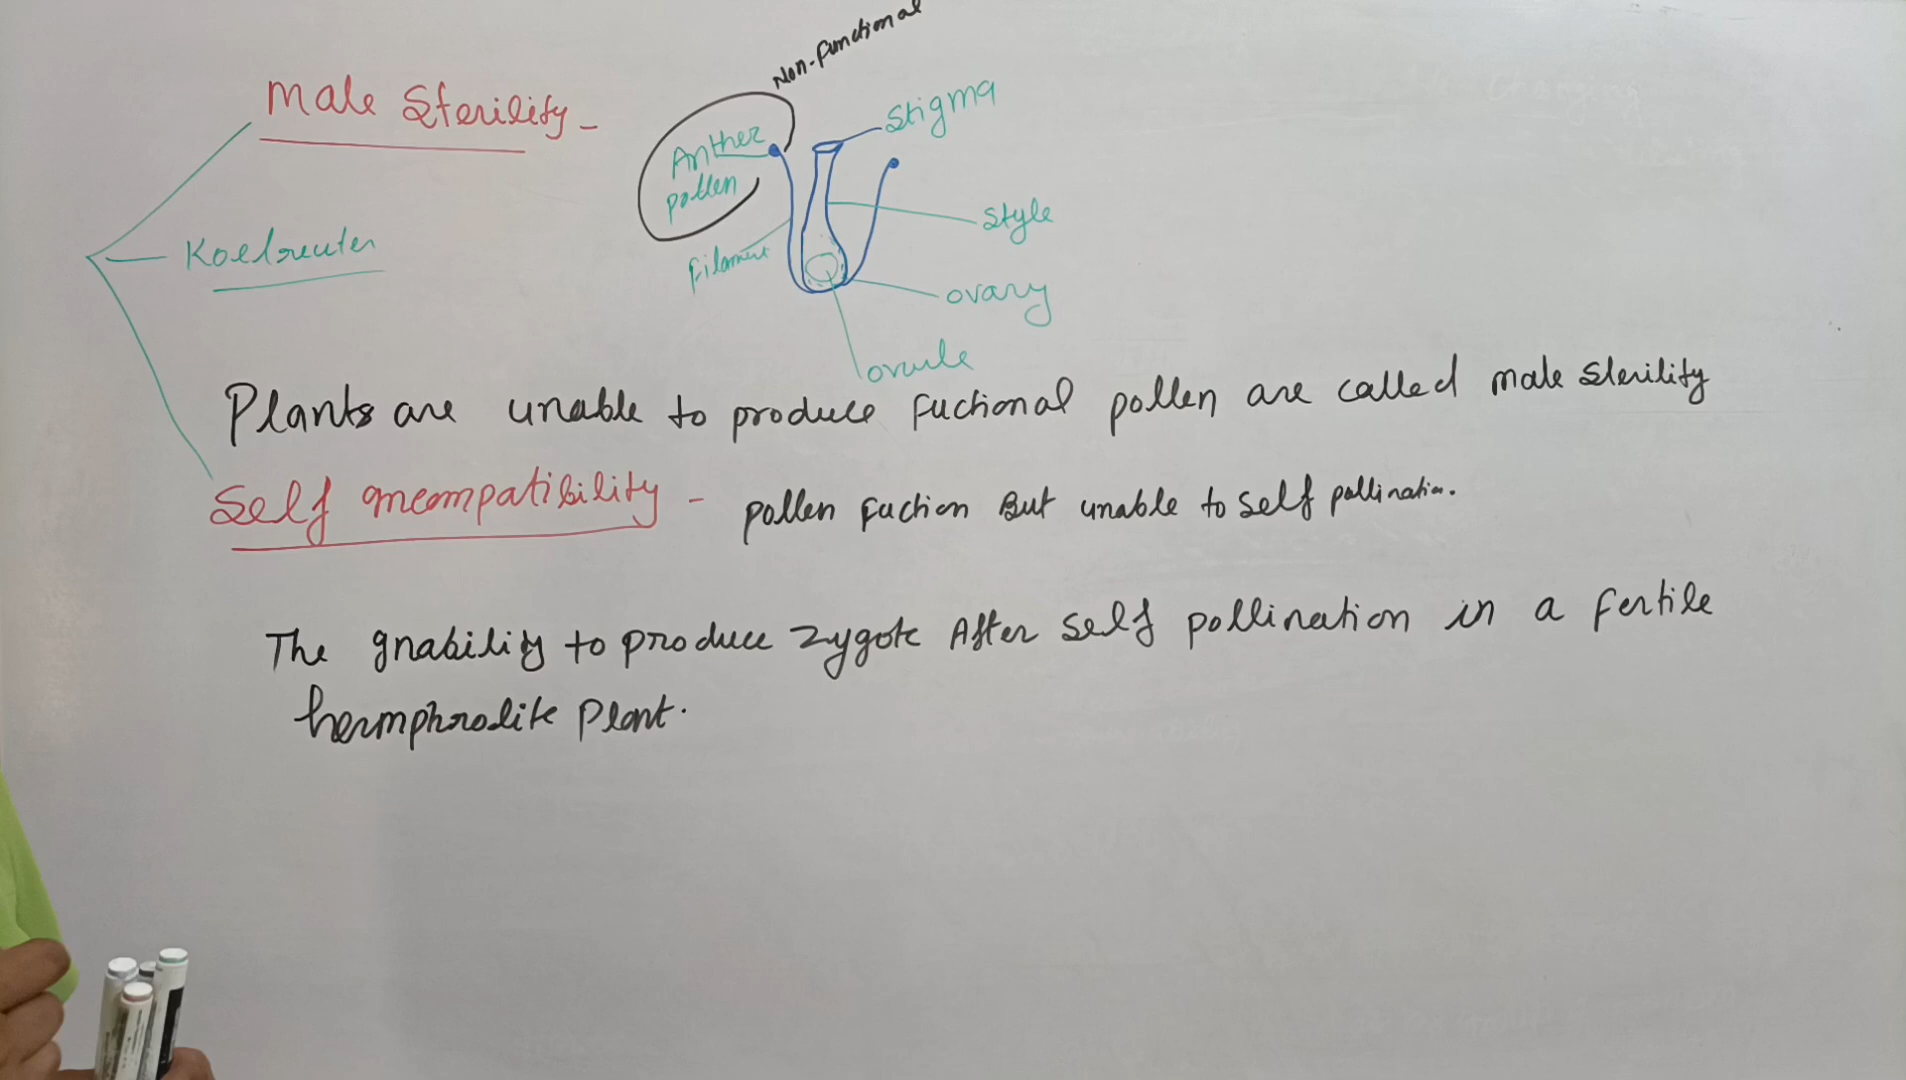 Non-functional
Male Sterility -
Stigma
Anther
pollen
Koelreuter
Style
Filament
ovary
ovule
Plants are unable to produce fuctional pollen are called male sterility
Self Incompatibility - pollen fuction But unable to self pollination.
The Inability to produce zygote After self pollination in a fertile
hermphrodite plant.